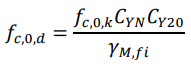 f_{c,0,d} = \frac{f_{c,0,k} C_{YN} C_{Y20}}{\gamma_{M,fi}}